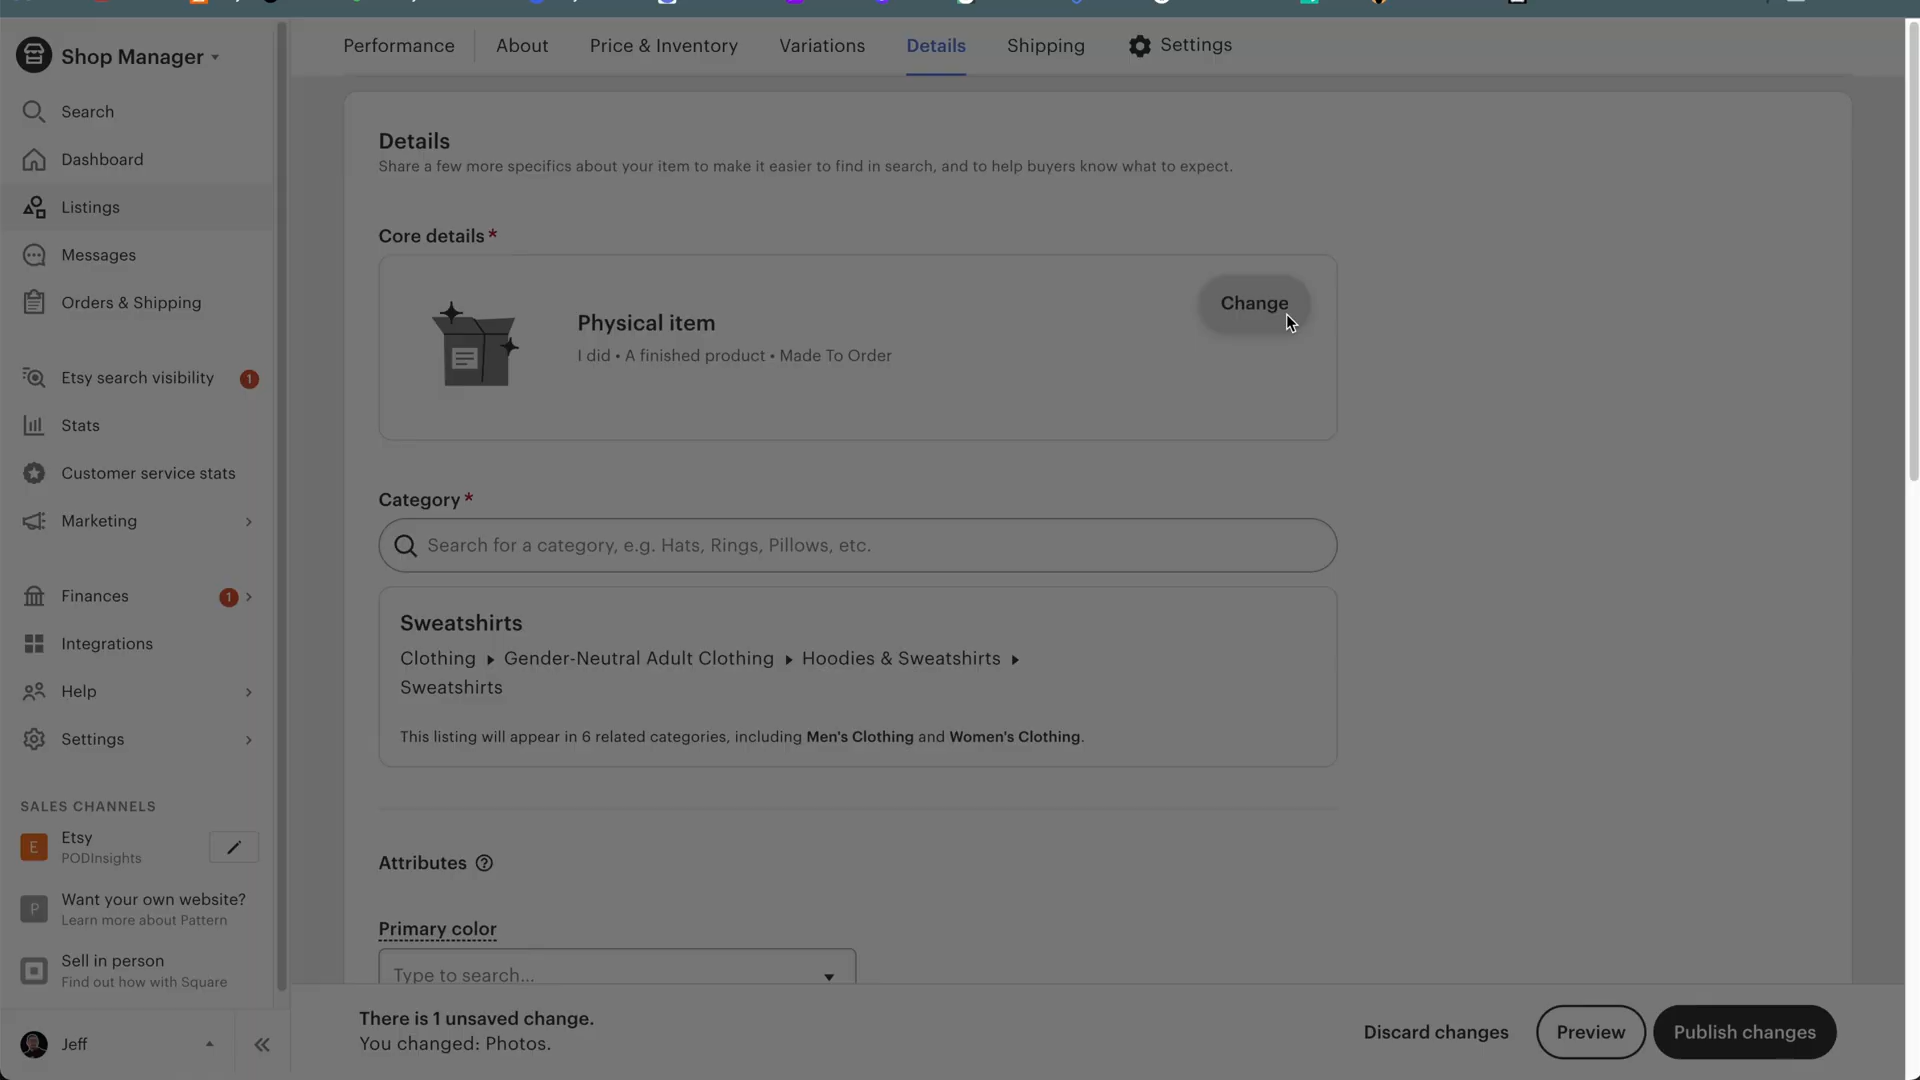 Shop Manager
Search
Dashboard
Listings
Messages
Orders & Shipping
Etsy search visibility 1
Stats
Customer service stats
Marketing
Finances 1
Integrations
Help
Settings
SALES CHANNELS
E Etsy
PODInsights
P Want your own website?
Learn more about Pattern
Sell in person
Find out how with Square
Jeff
Performance About Price & Inventory Variations Details Shipping Settings
Details
Share a few more specifics about your item to make it easier to find in search, and to help buyers know what to expect.
Core details *
Change
Physical item
I did • A finished product • Made To Order
Category *
Search for a category, e.g. Hats, Rings, Pillows, etc.
Sweatshirts
Clothing ▸ Gender-Neutral Adult Clothing ▸ Hoodies & Sweatshirts ▸
Sweatshirts
This listing will appear in 6 related categories, including Men's Clothing and Women's Clothing.
Attributes ?
Primary color
Type to search...
There is 1 unsaved change.
You changed: Photos.
Discard changes Preview Publish changes